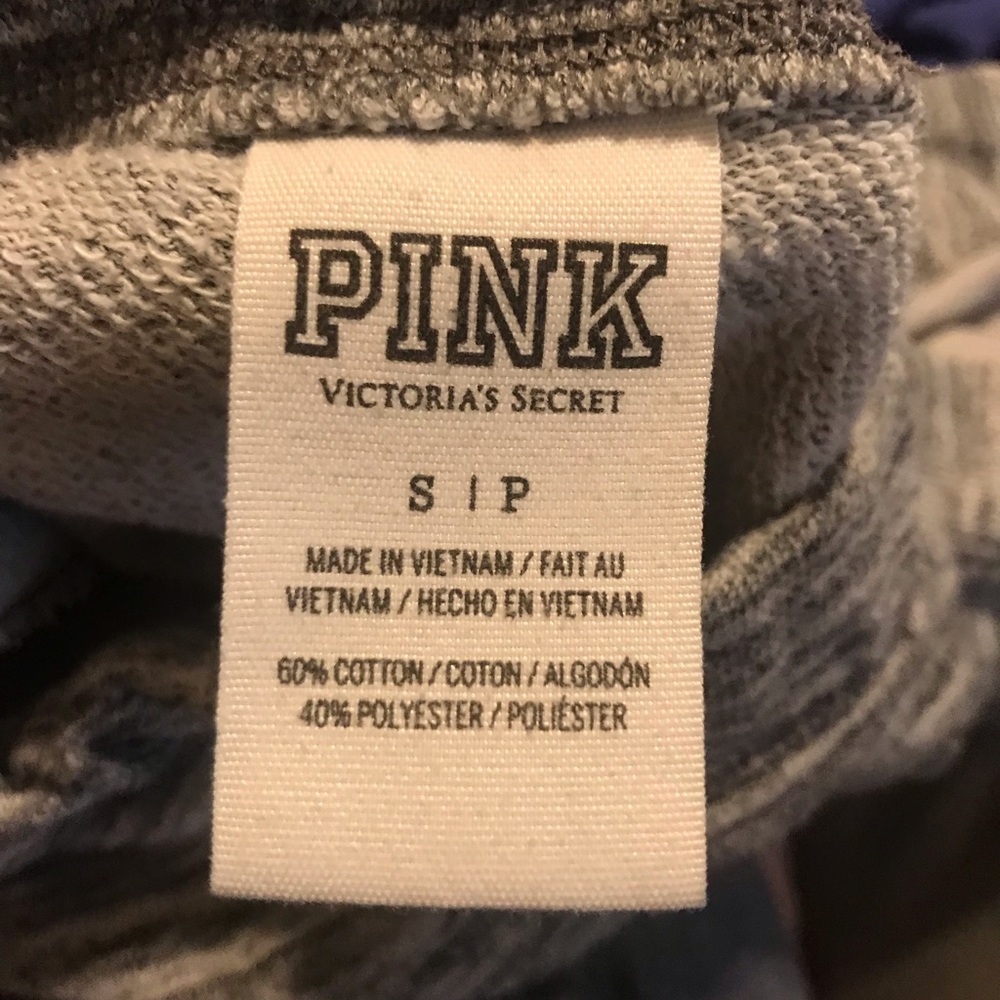 PINK
VICTORIA'S SECRET
S | P
MADE IN VIETNAM / FAIT AU
VIETNAM / HECHO EN VIETNAM
60% COTTON / COTON / ALGODÓN
40% POLYESTER / POLIÉSTER